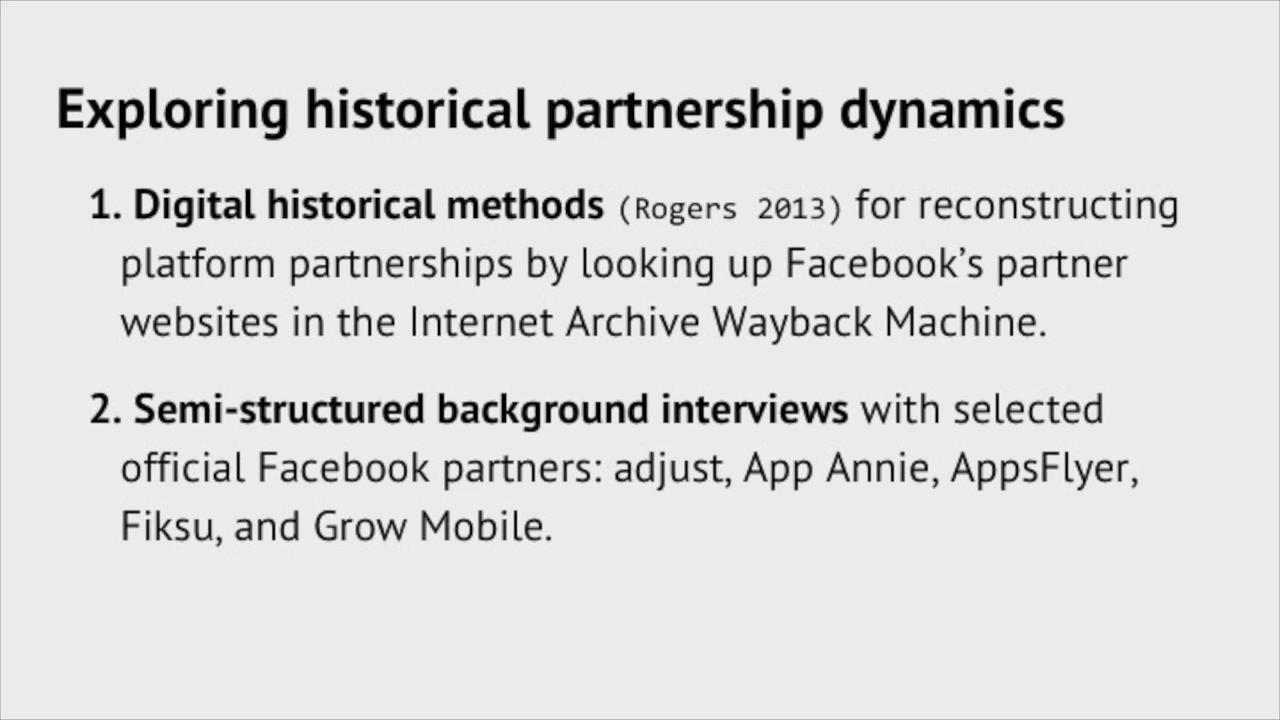 Exploring historical partnership dynamics
1. Digital historical methods (Rogers 2013) for reconstructing
platform partnerships by looking up Facebook’s partner
websites in the Internet Archive Wayback Machine.
2. Semi-structured background interviews with selected
official Facebook partners: adjust, App Annie, AppsFlyer,
Fiksu, and Grow Mobile.